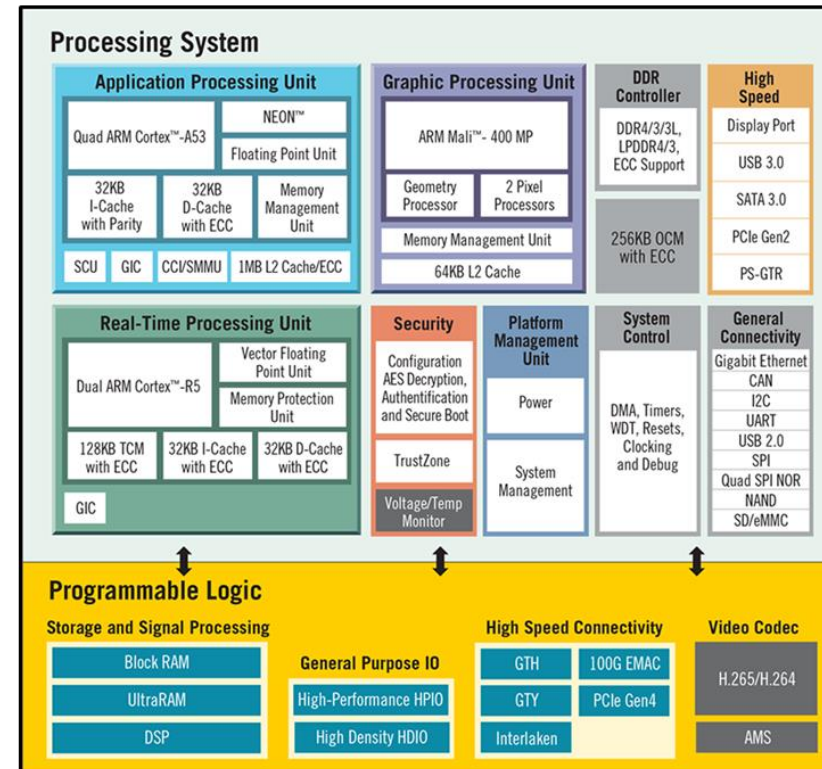 Processing System
Application Processing Unit
Quad ARM Cortex™-A53
NEON™
Floating Point Unit
32KB
I-Cache
with Parity
32KB
D-Cache
with ECC
Memory
Management
Unit
SCU
GIC
CCI/SMMU
1MB L2 Cache/ECC
Graphic Processing Unit
ARM Mali™- 400 MP
Geometry
Processor
2 Pixel
Processors
Memory Management Unit
64KB L2 Cache
DDR
Controller
DDR4/3/3L,
LPDDR4/3,
ECC Support
256KB OCM
with ECC
High
Speed
Display Port
USB 3.0
SATA 3.0
PCIe Gen2
PS-GTR
Real-Time Processing Unit
Dual ARM Cortex™-R5
Vector Floating
Point Unit
Memory Protection
Unit
128KB TCM
with ECC
32KB I-Cache
with ECC
32KB D-Cache
with ECC
GIC
Security
Configuration
AES Decryption,
Authentification
and Secure Boot
TrustZone
Voltage/Temp
Monitor
Platform
Management
Unit
Power
System
Management
System
Control
DMA, Timers,
WDT, Resets,
Clocking
and Debug
General
Connectivity
Gigabit Ethernet
CAN
I2C
UART
USB 2.0
SPI
Quad SPI NOR
NAND
SD/eMMC
Programmable Logic
Storage and Signal Processing
Block RAM
UltraRAM
DSP
General Purpose IO
High-Performance HPIO
High Density HDIO
High Speed Connectivity
GTH
100G EMAC
GTY
PCIe Gen4
Interlaken
Video Codec
H.265/H.264
AMS